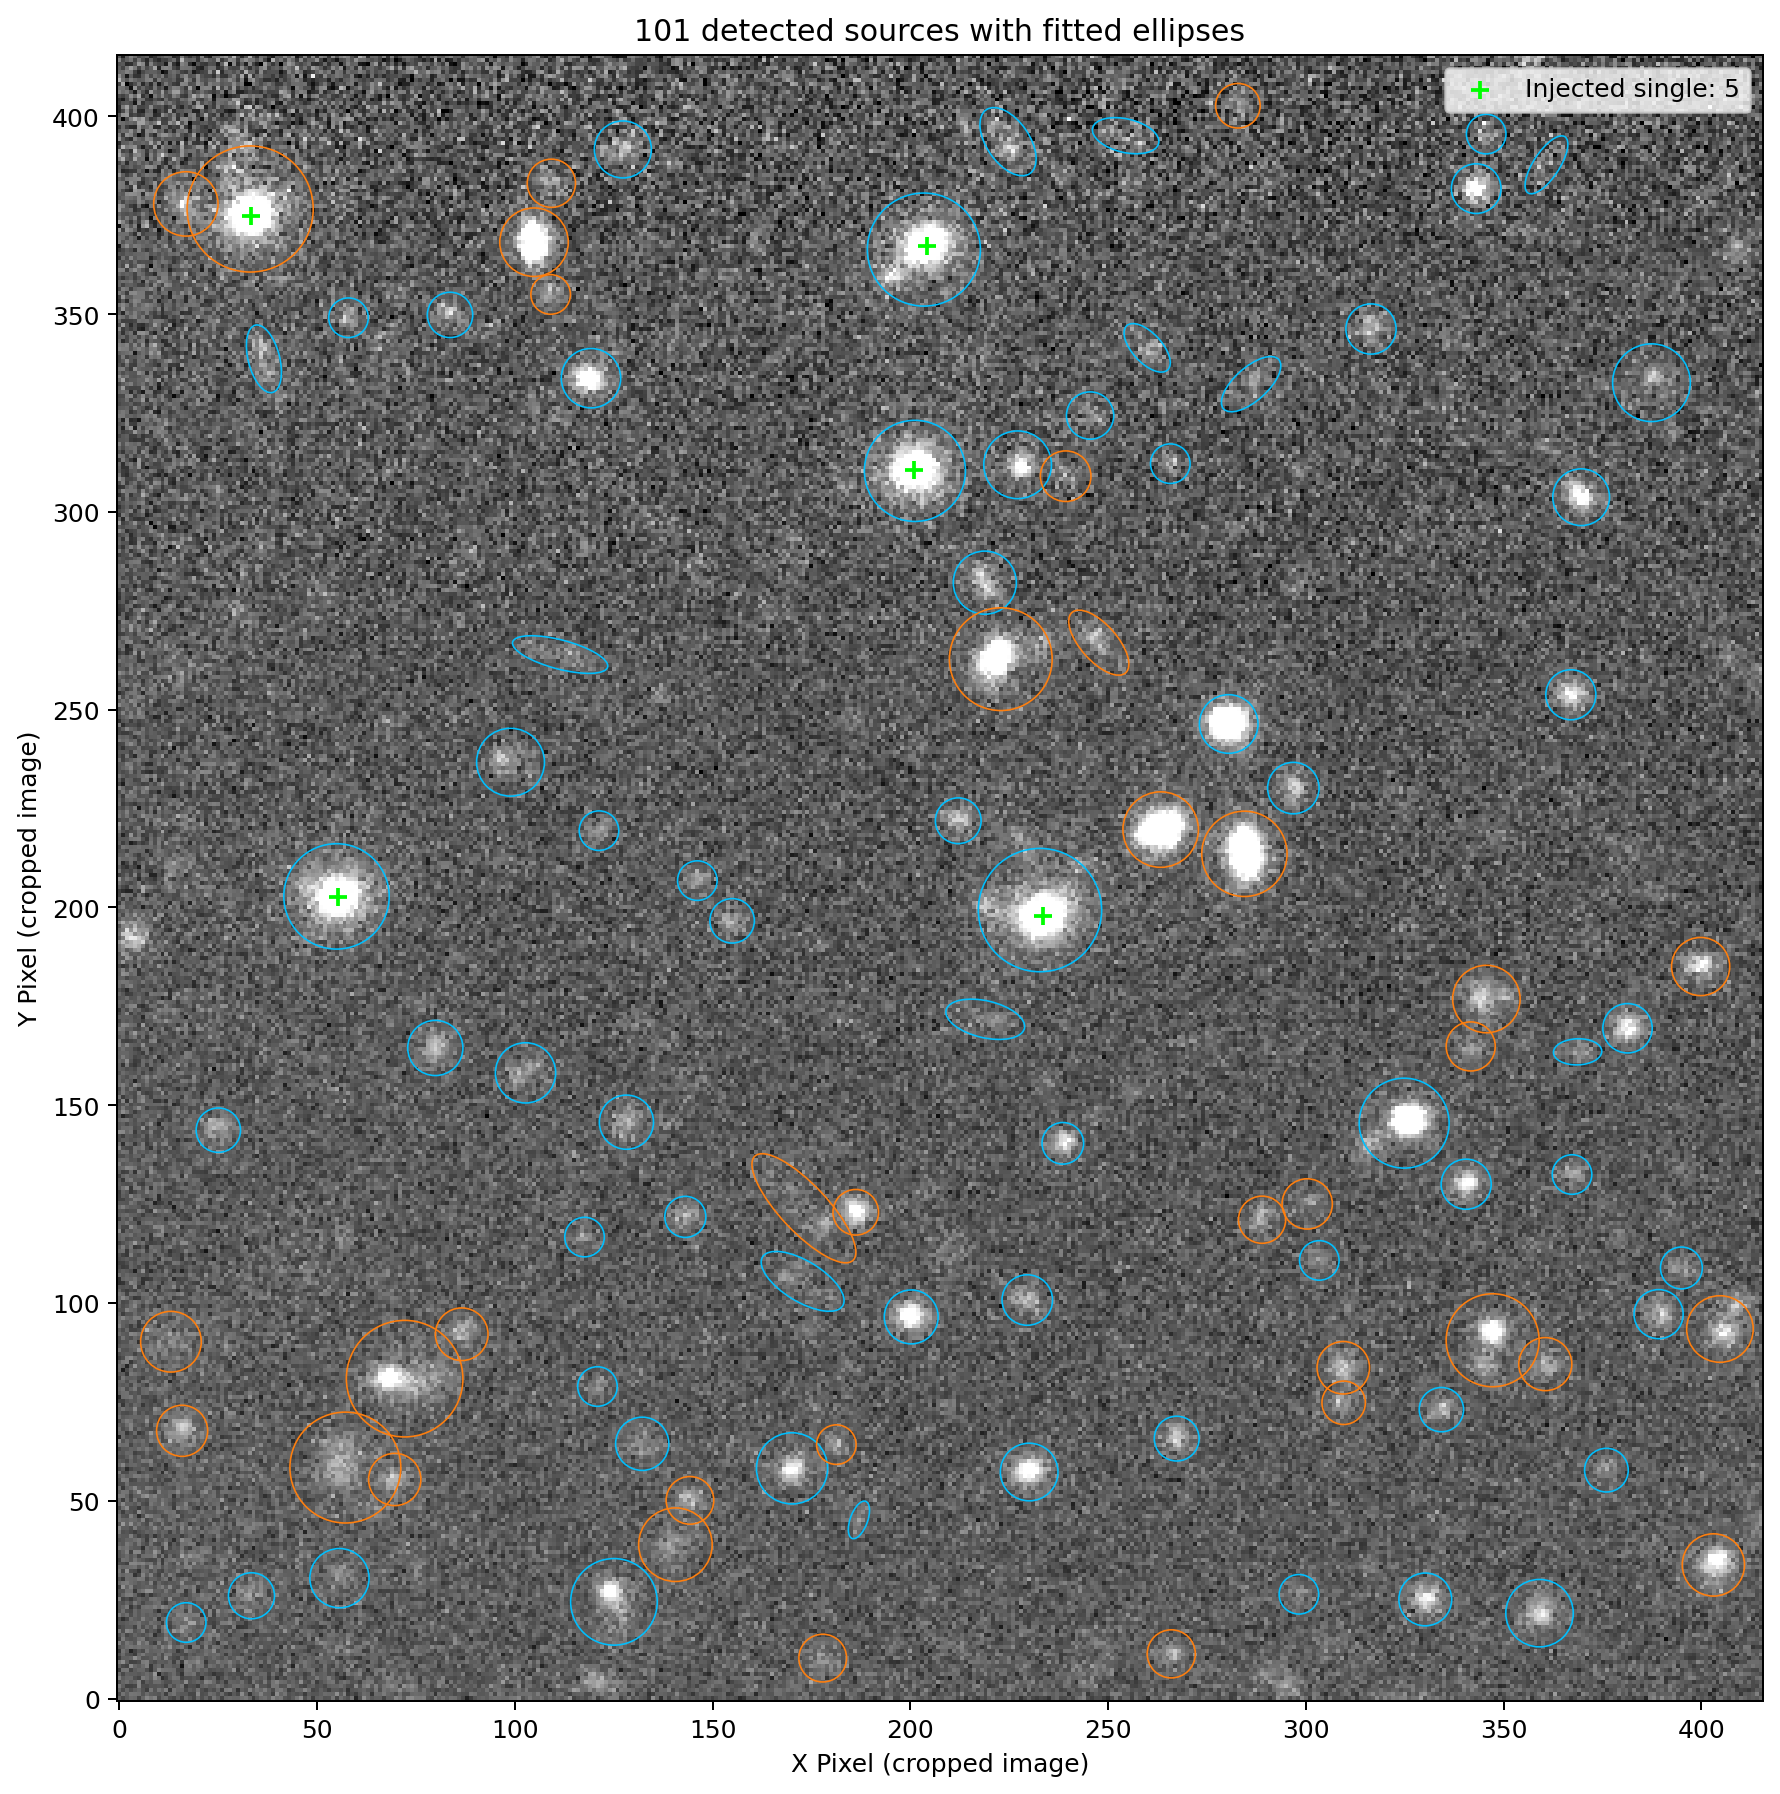 101 detected sources with fitted ellipses
Injected single: 5
400
350
300
250
200
150
100
50
0
Y Pixel (cropped image)
0 50 100 150 200 250 300 350 400
X Pixel (cropped image)